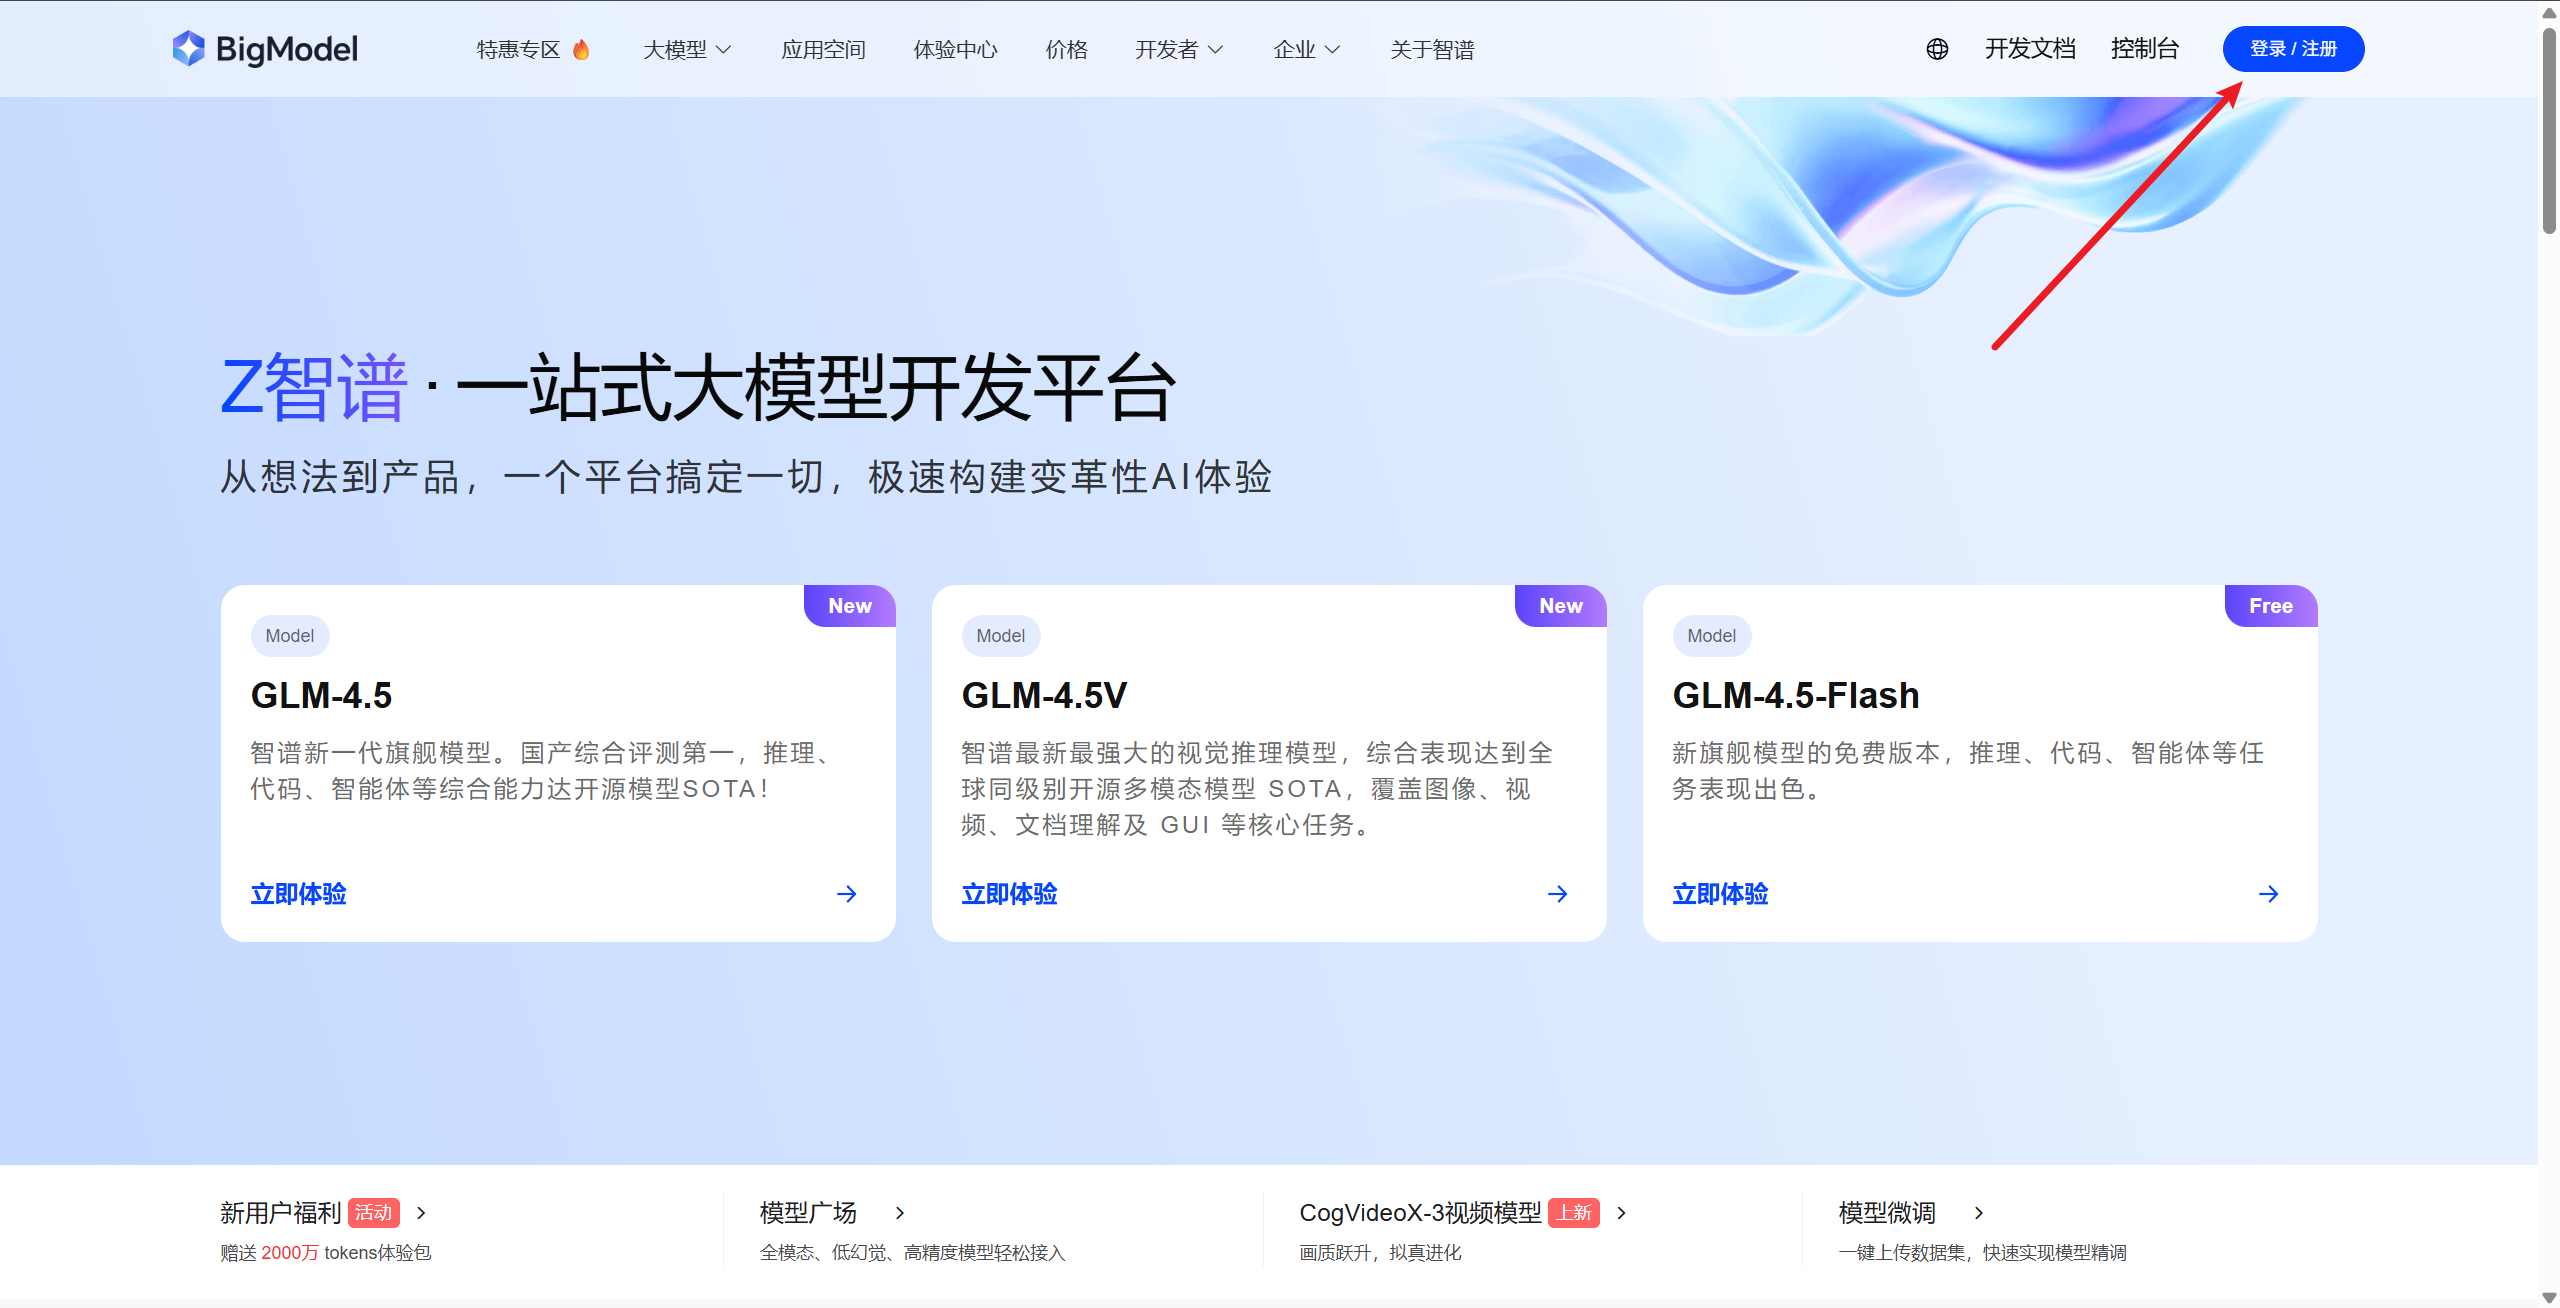 BigModel
特惠专区
大模型
应用空间
体验中心
价格
开发者
企业
关于智谱
开发文档
控制台
登录 / 注册
Z智谱 · 一站式大模型开发平台
从想法到产品，一个平台搞定一切，极速构建变革性AI体验
New
Model
GLM-4.5
智谱新一代旗舰模型。国产综合评测第一，推理、
代码、智能体等综合能力达开源模型SOTA！
立即体验
New
Model
GLM-4.5V
智谱最新最强大的视觉推理模型，综合表现达到全
球同级别开源多模态模型 SOTA，覆盖图像、视
频、文档理解及 GUI 等核心任务。
立即体验
Free
Model
GLM-4.5-Flash
新旗舰模型的免费版本，推理、代码、智能体等任
务表现出色。
立即体验
新用户福利 活动
赠送 2000万 tokens体验包
模型广场
全模态、低幻觉、高精度模型轻松接入
CogVideoX-3视频模型 上新
画质跃升，拟真进化
模型微调
一键上传数据集，快速实现模型精调